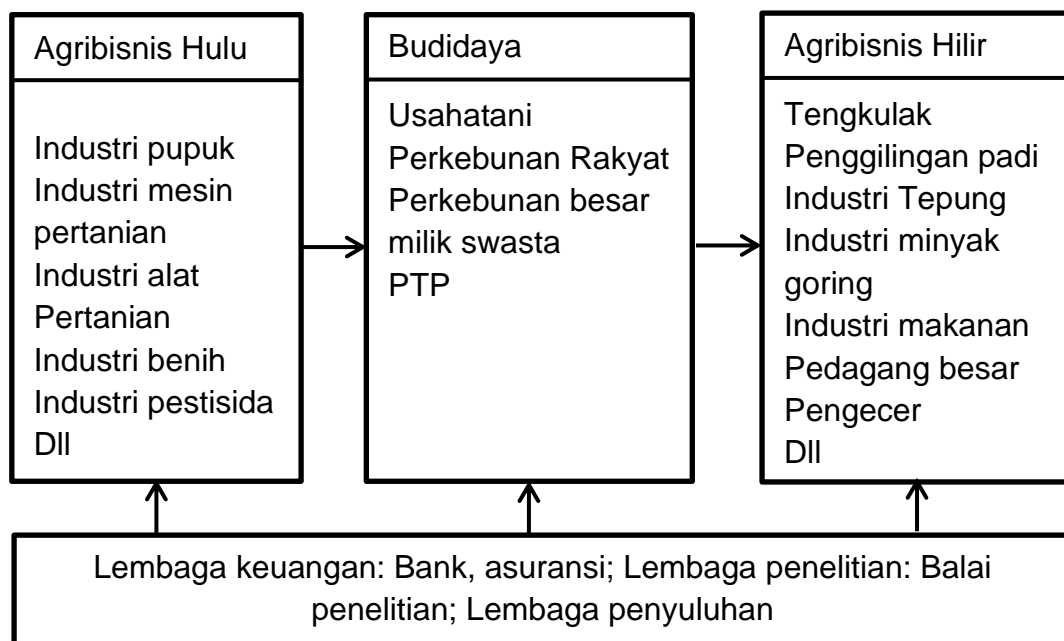 Agribisnis Hulu
Industri pupuk
Industri mesin
pertanian
Industri alat
Pertanian
Industri benih
Industri pestisida
Dll
Budidaya
Usahatani
Perkebunan Rakyat
Perkebunan besar
milik swasta
PTP
Agribisnis Hilir
Tengkulak
Penggilingan padi
Industri Tepung
Industri minyak
goring
Industri makanan
Pedagang besar
Pengecer
Dll
Lembaga keuangan: Bank, asuransi; Lembaga penelitian: Balai
penelitian; Lembaga penyuluhan